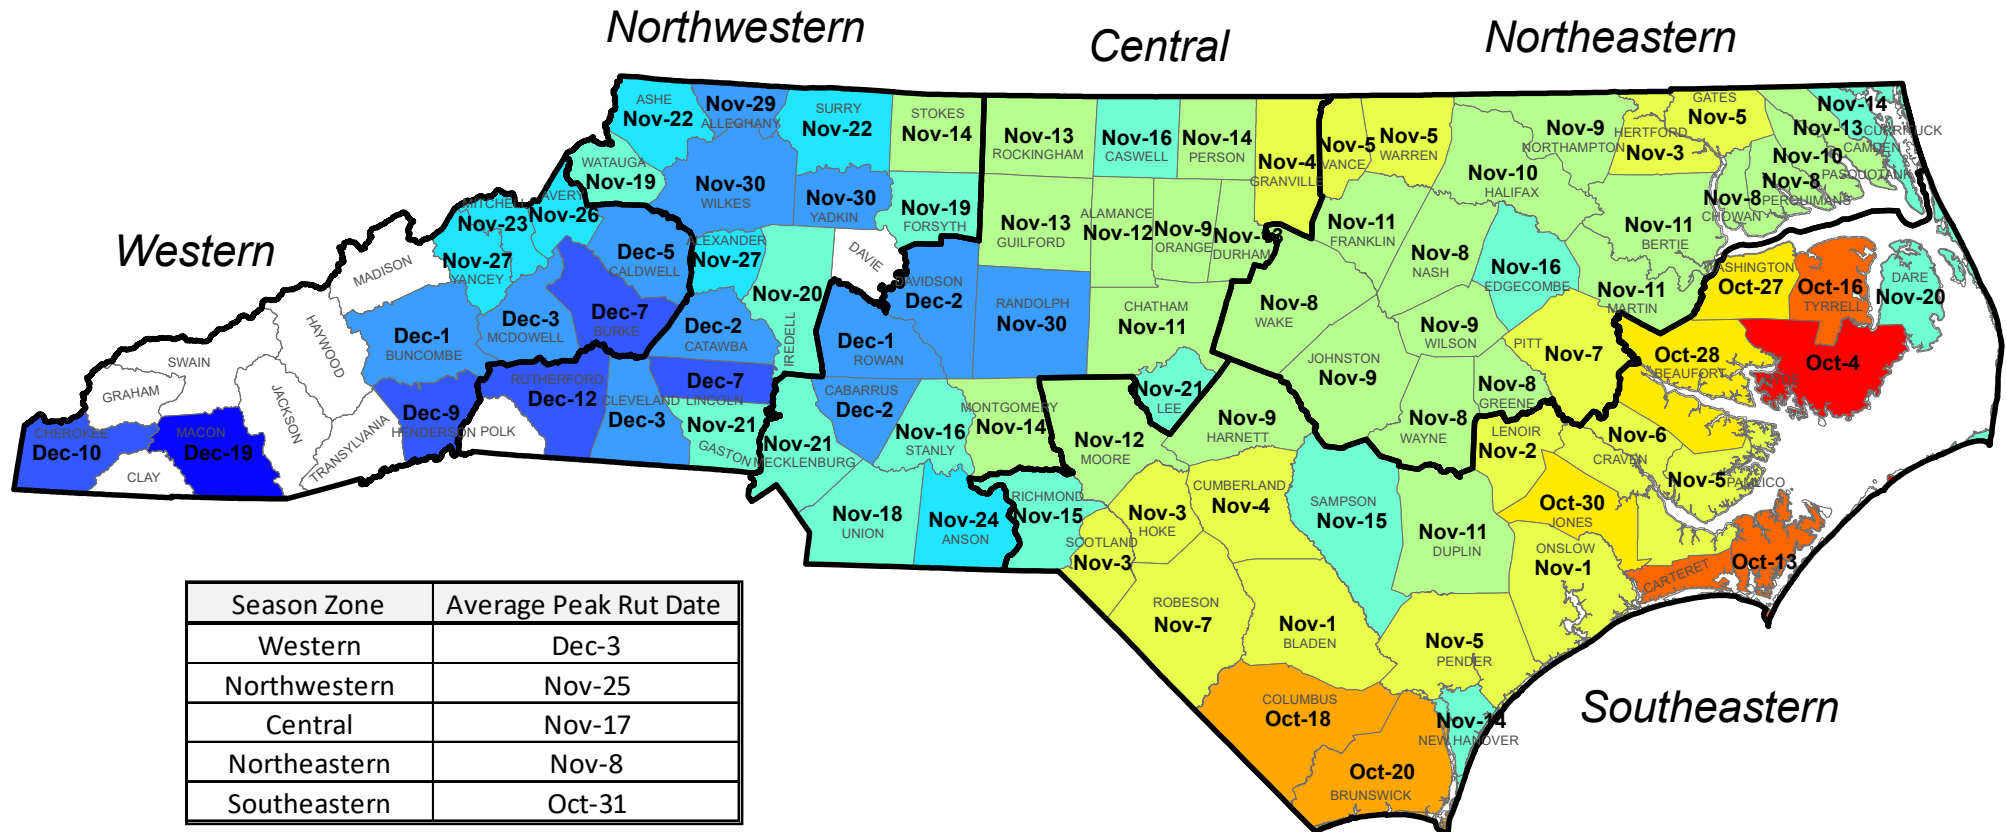 Northwestern
Central
Northeastern
Western
Southeastern
ASHE
Nov-22
Nov-29
ALLEGHANY
SURRY
Nov-22
STOKES
Nov-14
WATAUGA
Nov-19
Nov-30
WILKES
Nov-30
YADKIN
Nov-19
FORSYTH
MITCHELL
Nov-23
AVERY
Nov-26
Nov-27
YANCEY
Dec-5
CALDWELL
ALEXANDER
Nov-27
DAVIE
Nov-20
IREDELL
MADISON
HAYWOOD
Dec-1
BUNCOMBE
Dec-3
MCDOWELL
Dec-7
BURKE
Dec-2
CATAWBA
SWAIN
GRAHAM
JACKSON
TRANSYLVANIA
Dec-9
HENDERSON
POLK
RUTHERFORD
Dec-12
CLEVELAND
Dec-3
Dec-7
LINCOLN
Nov-21
GASTON
CHEROKEE
Dec-10
MACON
Dec-19
CLAY
Nov-13
ROCKINGHAM
Nov-16
CASWELL
Nov-14
PERSON
Nov-4
GRANVILLE
Nov-13
GUILFORD
ALAMANCE
Nov-12
Nov-9
ORANGE
DURHAM
DAVIDSON
Dec-2
RANDOLPH
Nov-30
CHATHAM
Nov-11
Dec-1
ROWAN
CABARRUS
Dec-2
Nov-16
STANLY
MONTGOMERY
Nov-14
Nov-21
LEE
Nov-21
MECKLENBURG
Nov-18
UNION
Nov-24
ANSON
Nov-5
VANCE
Nov-5
WARREN
Nov-9
NORTHAMPTON
HERTFORD
Nov-3
GATES
Nov-5
Nov-14
CURRITUCK
Nov-13
CAMDEN
Nov-10
PASQUOTANK
Nov-8
PERQUIMANS
Nov-8
CHOWAN
Nov-10
HALIFAX
Nov-11
BERTIE
Nov-11
FRANKLIN
Nov-8
NASH
Nov-16
EDGECOMBE
Nov-11
MARTIN
Nov-8
WAKE
Nov-9
WILSON
PITT
Nov-7
JOHNSTON
Nov-9
Nov-8
GREENE
Nov-8
WAYNE
WASHINGTON
Oct-27
Oct-16
TYRRELL
DARE
Nov-20
Oct-28
BEAUFORT
Oct-4
Nov-12
MOORE
Nov-9
HARNETT
LENOIR
Nov-2
Nov-6
CRAVEN
Nov-5
PAMLICO
RICHMOND
Nov-15
SCOTLAND
Nov-3
Nov-3
HOKE
CUMBERLAND
Nov-4
SAMPSON
Nov-15
Nov-11
DUPLIN
Oct-30
JONES
ONSLOW
Nov-1
CARTERET
Oct-13
ROBESON
Nov-7
Nov-1
BLADEN
Nov-5
PENDER
COLUMBUS
Oct-18
Nov-14
NEW HANOVER
Oct-20
BRUNSWICK
Season Zone Average Peak Rut Date
Western Dec-3
Northwestern Nov-25
Central Nov-17
Northeastern Nov-8
Southeastern Oct-31